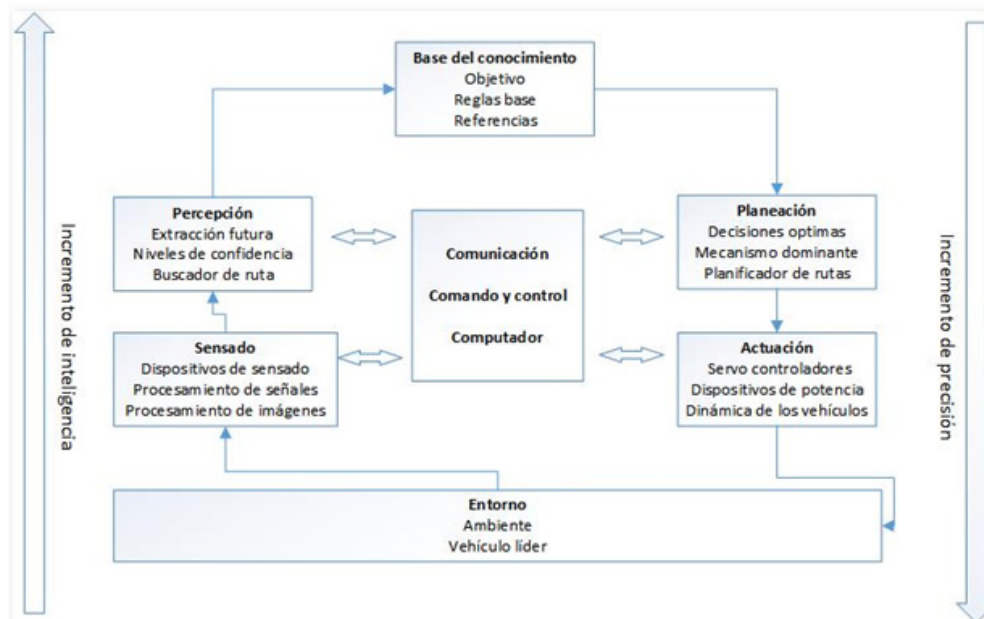 Base del conocimiento
Objetivo
Reglas base
Referencias
Percepción
Extracción futura
Niveles de confidencia
Buscador de ruta
Comunicación
Comando y control
Computador
Planeación
Decisiones optimas
Mecanismo dominante
Planificador de rutas
Sensado
Dispositivos de sensado
Procesamiento de señales
Procesamiento de imágenes
Actuación
Servo controladores
Dispositivos de potencia
Dinámica de los vehículos
Entorno
Ambiente
Vehículo líder
Incremento de inteligencia
Incremento de precisión